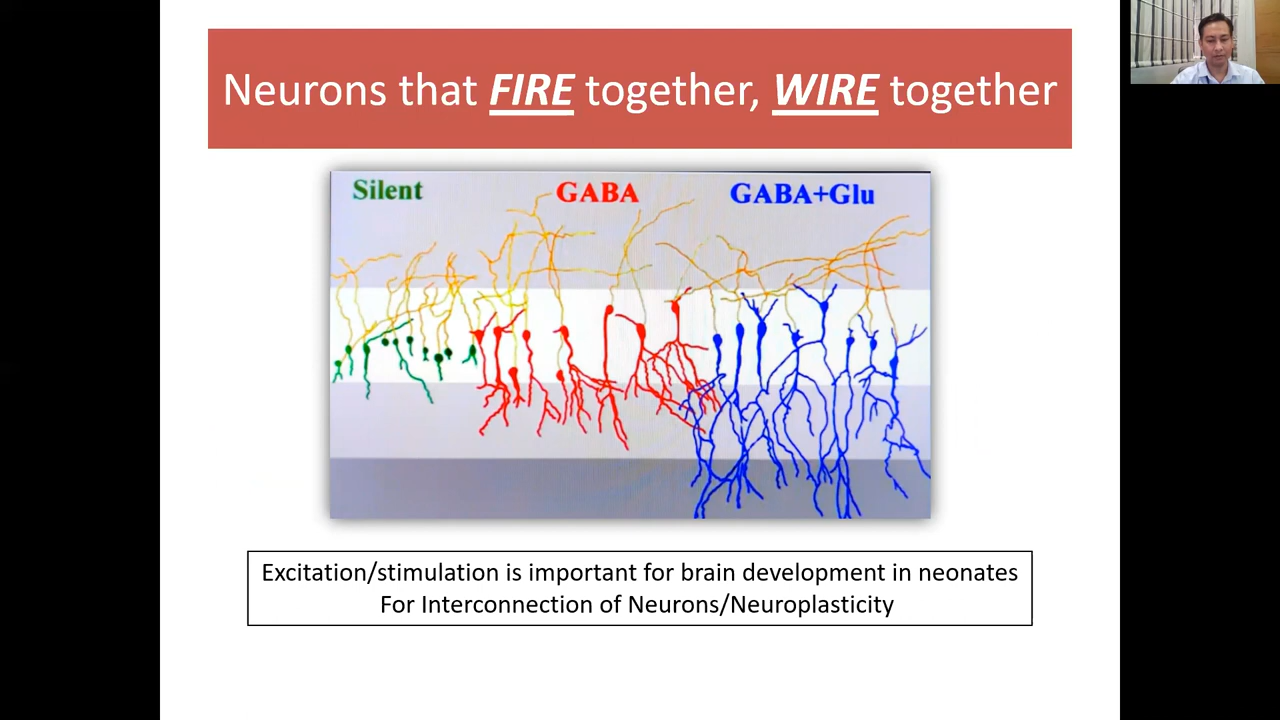 Neurons that FIRE together, WIRE together
Silent GABA GABA+Glu
Excitation/stimulation is important for brain development in neonates
For Interconnection of Neurons/Neuroplasticity